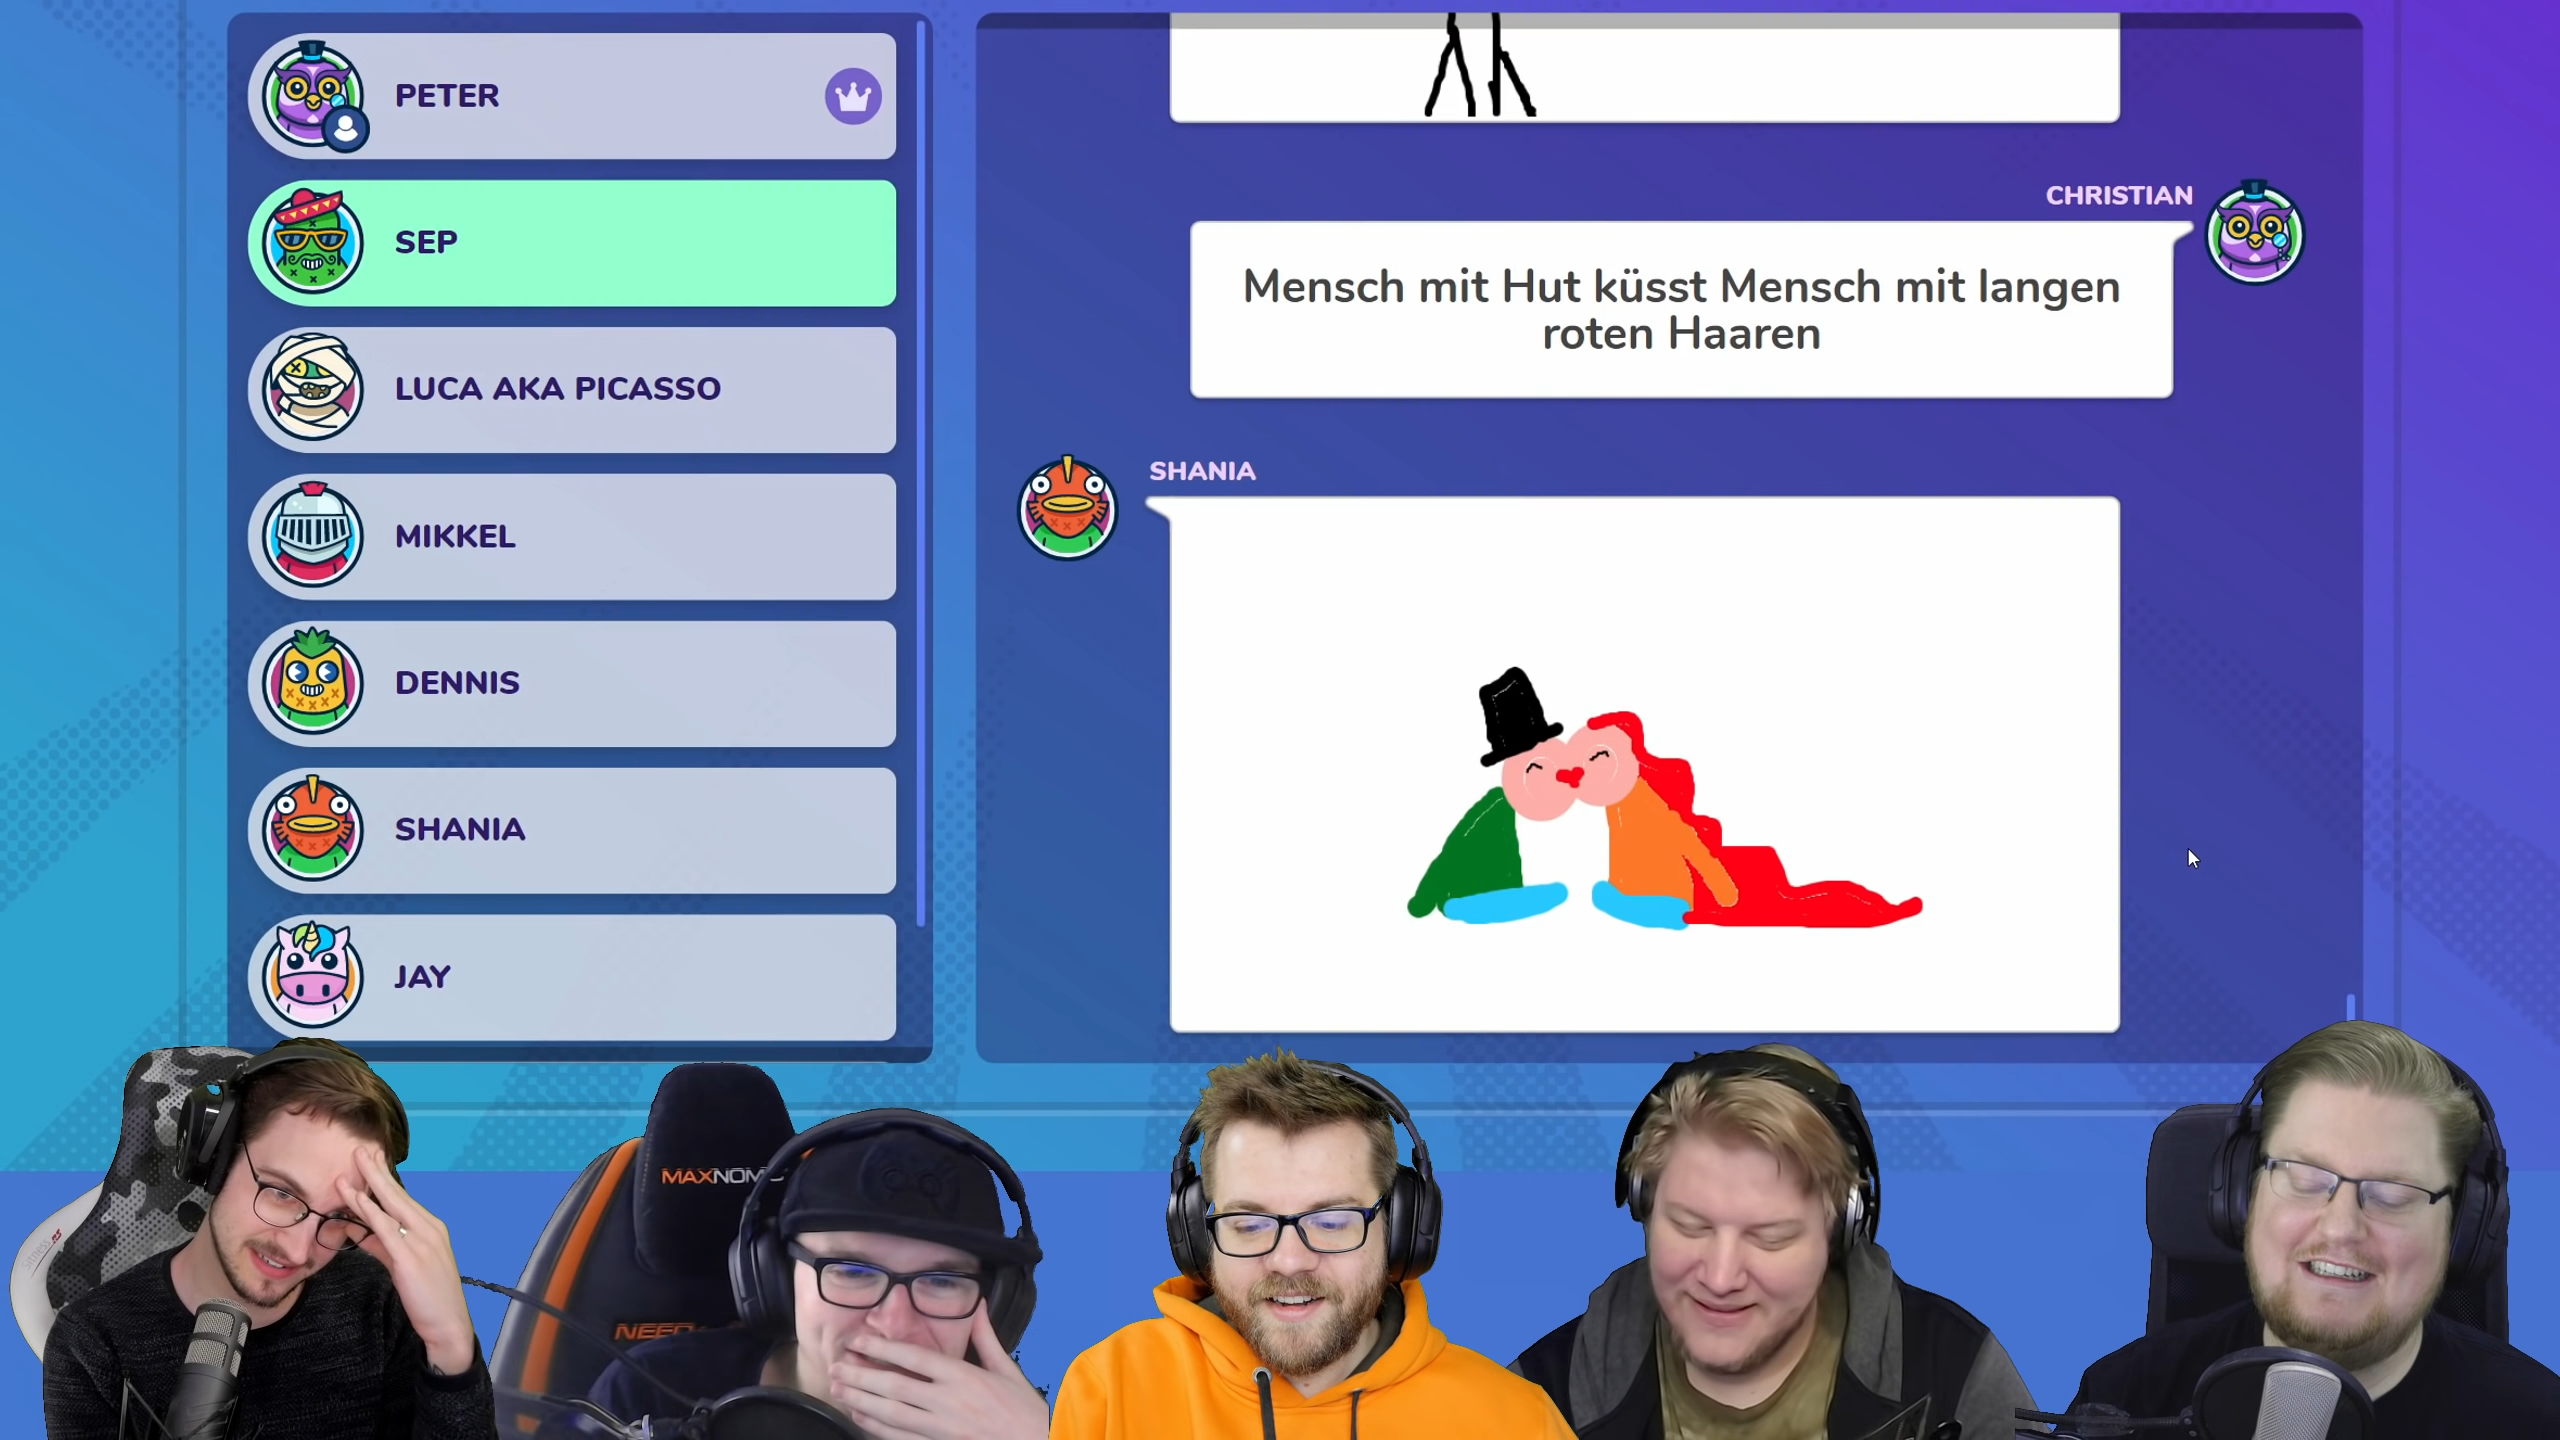 PETER
SEP
LUCA AKA PICASSO
MIKKEL
DENNIS
SHANIA
JAY
CHRISTIAN
Mensch mit Hut küsst Mensch mit langen
roten Haaren
SHANIA
MAXNOM
NEED